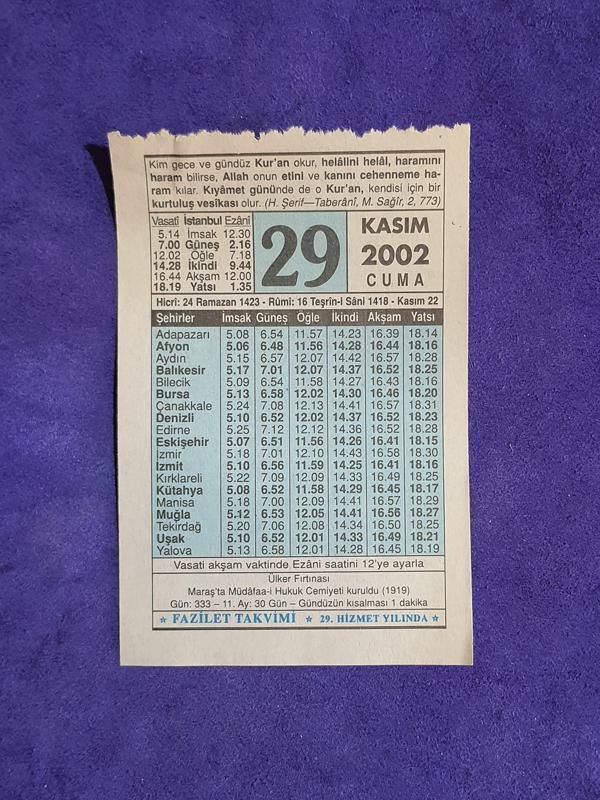 Kim gece ve gündüz Kur'an okur, helâlini helâl, haramını
haram bilirse, Allah onun etini ve kanını cehenneme ha-
ram kılar. Kıyâmet gününde de o Kur'an, kendisi için bir
kurtuluş vesîkası olur. (H. Şerif—Taberânî, M. Sağîr, 2, 773)
Vasatî İstanbul Ezânî
5.14 İmsak 12.30
7.00 Güneş 2.16
12.02 Öğle 7.18
14.28 İkindi 9.44
16.44 Akşam 12.00
18.19 Yatsı 1.35
29
KASIM
2002
CUMA
Hicrî: 24 Ramazan 1423 - Rûmi: 16 Teşrîn-i Sâni 1418 - Kasım 22
Şehirler İmsak Güneş Öğle İkindi Akşam Yatsı
Adapazarı 5.08 6.54 11.57 14.23 16.39 18.14
Afyon 5.06 6.48 11.56 14.28 16.44 18.16
Aydın 5.15 6.57 12.07 14.42 16.57 18.28
Balıkesir 5.17 7.01 12.07 14.37 16.52 18.25
Bilecik 5.09 6.54 11.58 14.27 16.43 18.16
Bursa 5.13 6.58 12.02 14.30 16.46 18.20
Çanakkale 5.24 7.08 12.13 14.41 16.57 18.31
Denizli 5.10 6.52 12.02 14.37 16.52 18.23
Edirne 5.25 7.12 12.12 14.36 16.52 18.28
Eskişehir 5.07 6.51 11.56 14.26 16.41 18.15
İzmir 5.18 7.01 12.10 14.43 16.58 18.30
İzmit 5.10 6.56 11.59 14.25 16.41 18.16
Kırklareli 5.22 7.09 12.09 14.33 16.49 18.25
Kütahya 5.08 6.52 11.58 14.29 16.45 18.17
Manisa 5.18 7.00 12.09 14.41 16.57 18.29
Muğla 5.12 6.53 12.05 14.41 16.56 18.27
Tekirdağ 5.20 7.06 12.08 14.34 16.50 18.25
Uşak 5.10 6.52 12.01 14.33 16.49 18.21
Yalova 5.13 6.58 12.01 14.28 16.45 18.19
Vasati akşam vaktinde Ezâni saatini 12'ye ayarla
Ülker Fırtınası
Maraş'ta Müdâfaa-i Hukuk Cemiyeti kuruldu (1919)
Gün: 333 – 11. Ay: 30 Gün – Gündüzün kısalması 1 dakika
★ FAZİLET TAKVİMİ ★ 29. HİZMET YILINDA ★